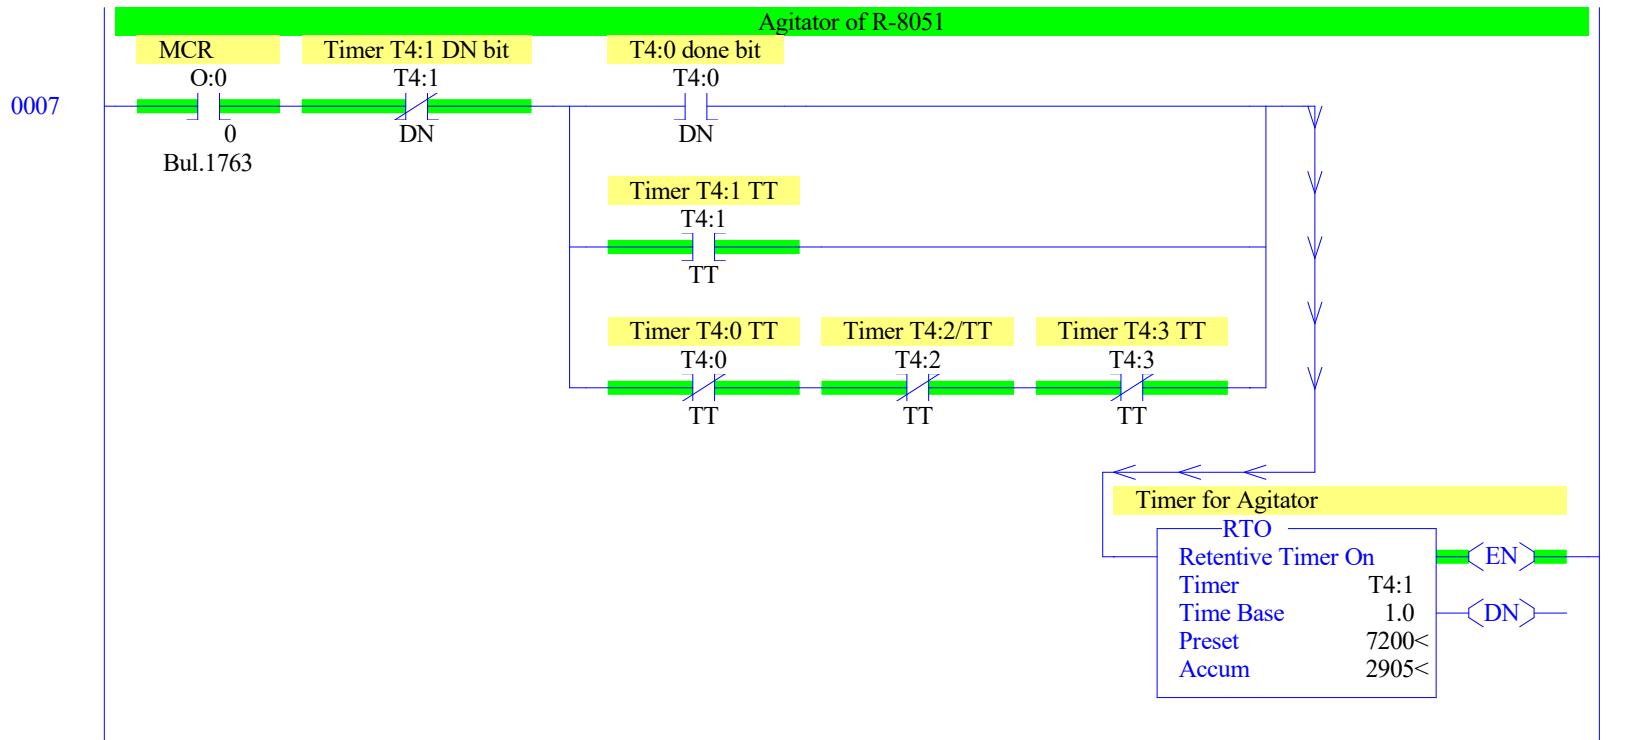 Agitator of R-8051
MCR
Timer T4:1 DN bit
T4:0 done bit
O:0
T4:1
T4:0
0007
0
DN
DN
Bul.1763
Timer T4:1 TT
T4:1
TT
Timer T4:0 TT
Timer T4:2/TT
Timer T4:3 TT
T4:0
T4:2
T4:3
TT
TT
TT
Timer for Agitator
RTO
Retentive Timer On
EN
Timer T4:1
Time Base 1.0
DN
Preset 7200<
Accum 2905<